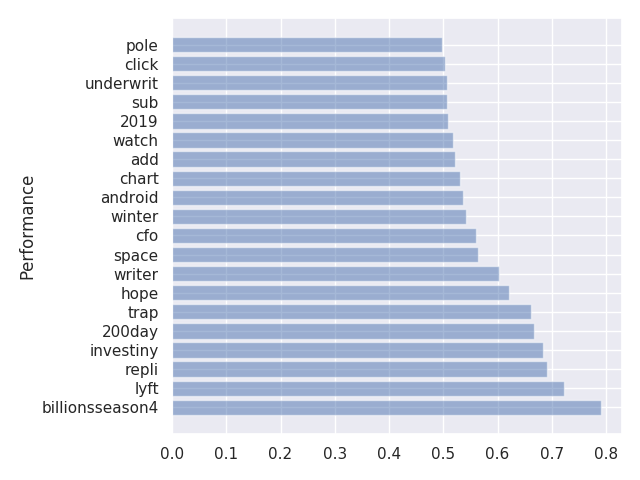 pole
click
underwrit
sub
2019
watch
add
chart
android
winter
cfo
space
writer
hope
trap
200day
investiny
repli
lyft
billionsseason4
Performance
0.0 0.1 0.2 0.3 0.4 0.5 0.6 0.7 0.8